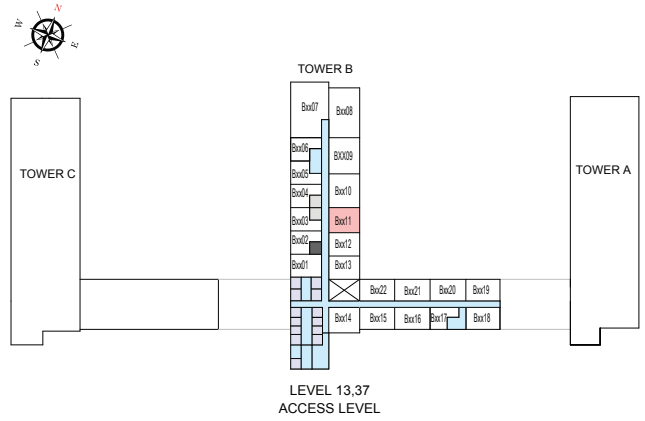 N
W
E
S
TOWER B
Bxx07
Bxx08
Bxx06
BXX09
Bxx05
TOWER C
TOWER A
Bxx04
Bxx10
Bxx03
Bxx11
Bxx02
Bxx12
Bxx01
Bxx13
Bxx22
Bxx21
Bxx20
Bxx19
Bxx14
Bxx15
Bxx16
Bxx17
Bxx18
LEVEL 13,37
ACCESS LEVEL